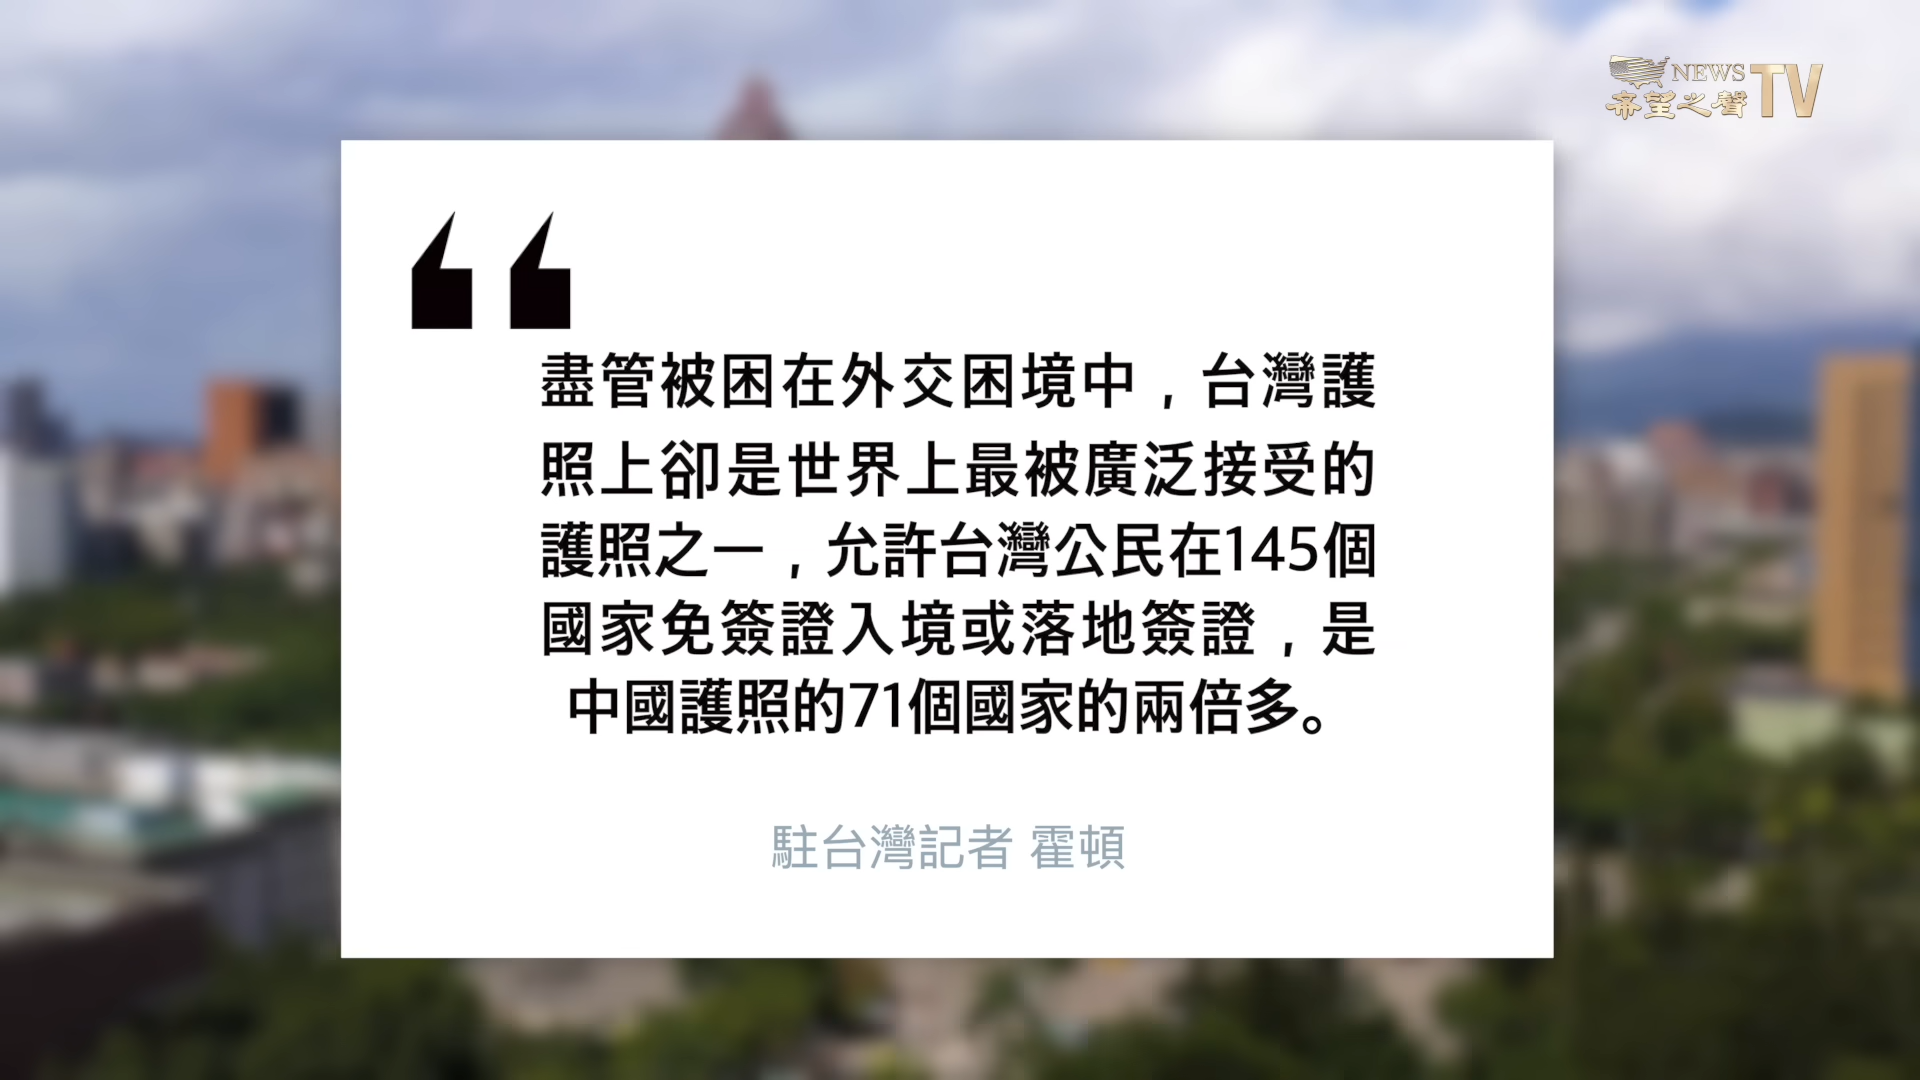 NEWS
希望之聲TV
盡管被困在外交困境中，台灣護
照上卻是世界上最被廣泛接受的
護照之一，允許台灣公民在145個
國家免簽證入境或落地簽證，是
中國護照的71個國家的兩倍多。
駐台灣記者 霍頓